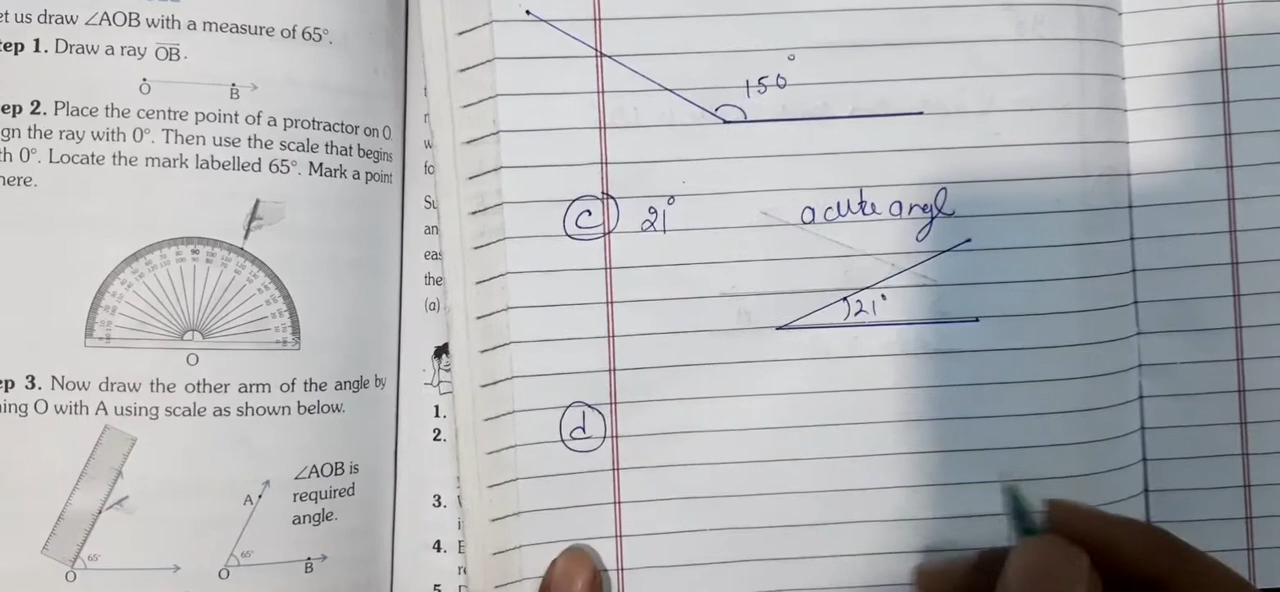 et us draw ∠AOB with a measure of 65°.
tep 1. Draw a ray OB.
O B
ep 2. Place the centre point of a protractor on O.
gn the ray with 0°. Then use the scale that begins
th 0°. Locate the mark labelled 65°. Mark a point
here.
O
ep 3. Now draw the other arm of the angle by
ning O with A using scale as shown below.
65°
O
A
65°
O B
∠AOB is
required
angle.
w
fo
Su
an
eas
the
(a)
1.
2.
3.
4. E
re
5.
150°
c 21° acute angl
21°
d